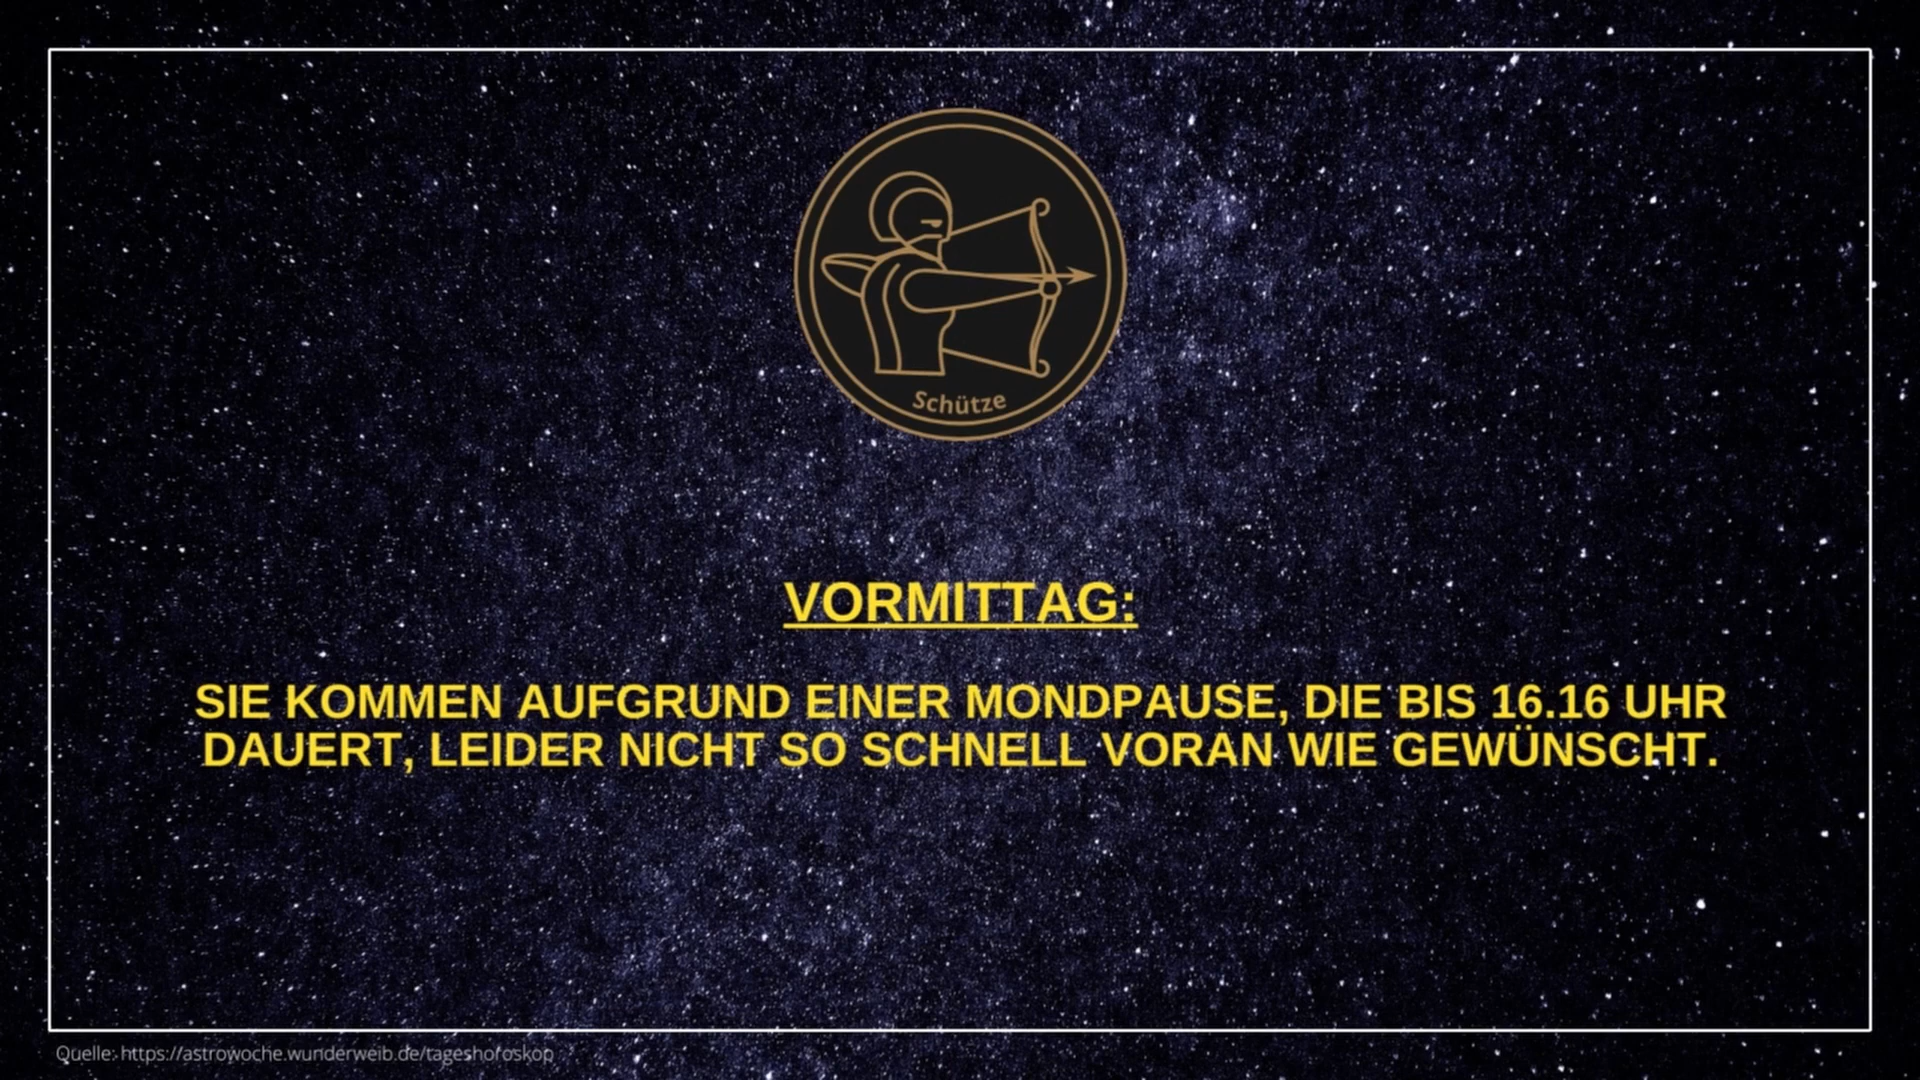 Schütze
VORMITTAG:
SIE KOMMEN AUFGRUND EINER MONDPAUSE, DIE BIS 16.16 UHR
DAUERT, LEIDER NICHT SO SCHNELL VORAN WIE GEWÜNSCHT.
Quelle: https://astrowoche.wunderweib.de/tageshoroskop